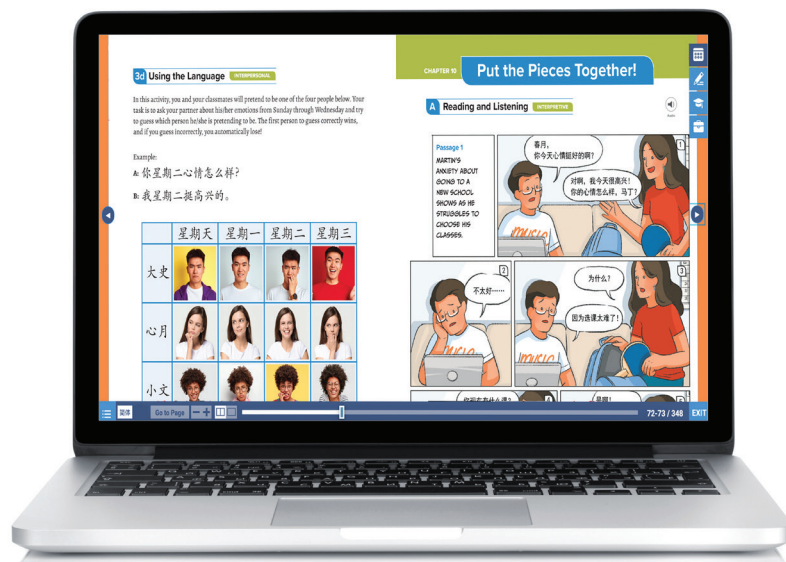 3d Using the Language INTERPERSONAL
In this activity, you and your classmates will pretend to be one of the four people below. Your
task is to ask your partner about his/her emotions from Sunday through Wednesday and try
to guess which person he/she is pretending to be. The first person to guess correctly wins,
and if you guess incorrectly, you automatically lose!
Example:
A: 你星期二心情怎么样?
B: 我星期二挺高兴的。
星期天 星期一 星期二 星期三
大史
心月
小文
CHAPTER 10 Put the Pieces Together!
A Reading and Listening INTERPRETIVE
Passage 1
MARTIN'S
ANXIETY ABOUT
GOING TO A
NEW SCHOOL
SHOWS AS HE
STRUGGLES TO
CHOOSE HIS
CLASSES.
1
春月,
你今天心情挺好的啊?
对啊,我今天很高兴!
你的心情怎么样,马丁?
MUSIC
2
不太好……
MUSIC
3
为什么?
因为选课太难了!
MUSIC
4
是啊!
5
简体 Go to Page 72-73 / 348 EXIT